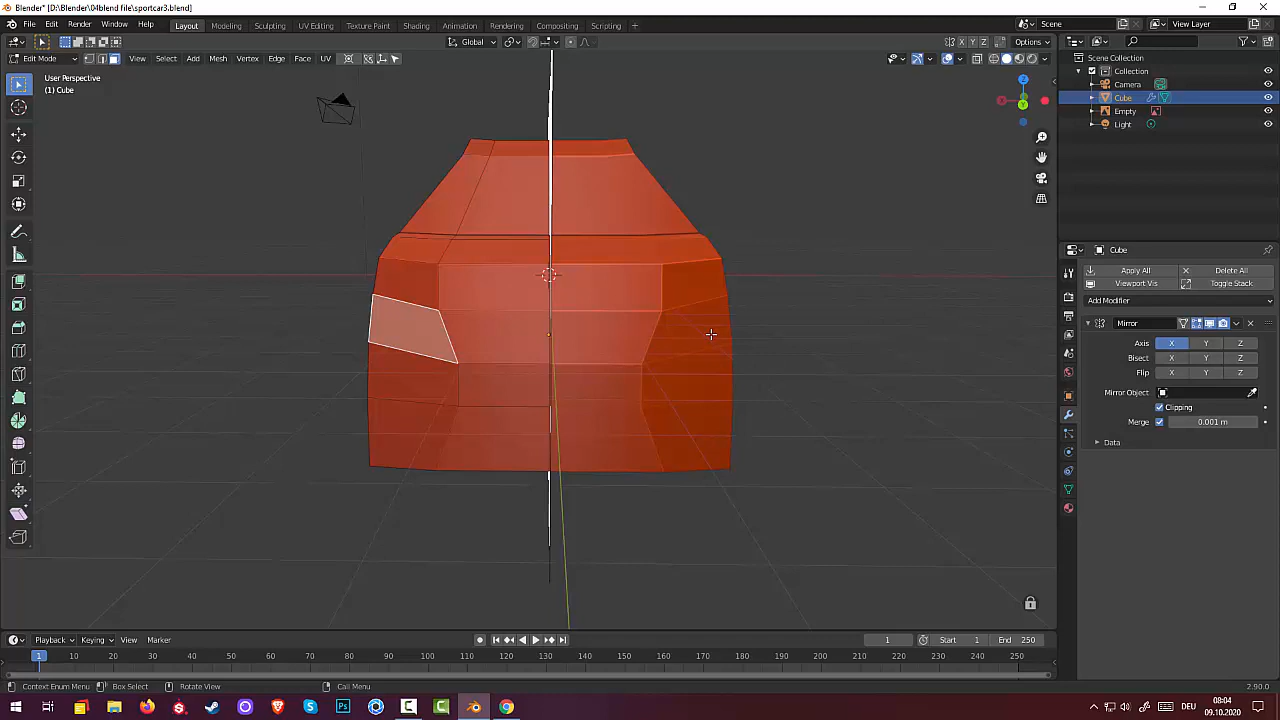 Blender* [D:\Blender\04blend file\sportcar3.blend]
File Edit Render Window Help Layout Modeling Sculpting UV Editing Texture Paint Shading Animation Rendering Compositing Scripting Scene View Layer
Global X Y Z Options
Edit Mode View Select Add Mesh Vertex Edge Face UV
User Perspective
(1) Cube
Scene Collection
Collection
Camera
Cube
Empty
Light
Cube
Apply All Delete All
Viewport Vis Toggle Stack
Add Modifier
Mirror
Axis X Y Z
Bisect X Y Z
Flip X Y Z
Mirror Object
Clipping
Merge 0.001 m
Data
Z
Y
Playback Keying View Marker 1 Start 1 End 250
1 10 20 30 40 50 60 70 80 90 100 110 120 130 140 150 160 170 180 190 200 210 220 230 240 250
Context Enum Menu Box Select Rotate View Call Menu 2.90.0
DEU 08:04
09.10.2020